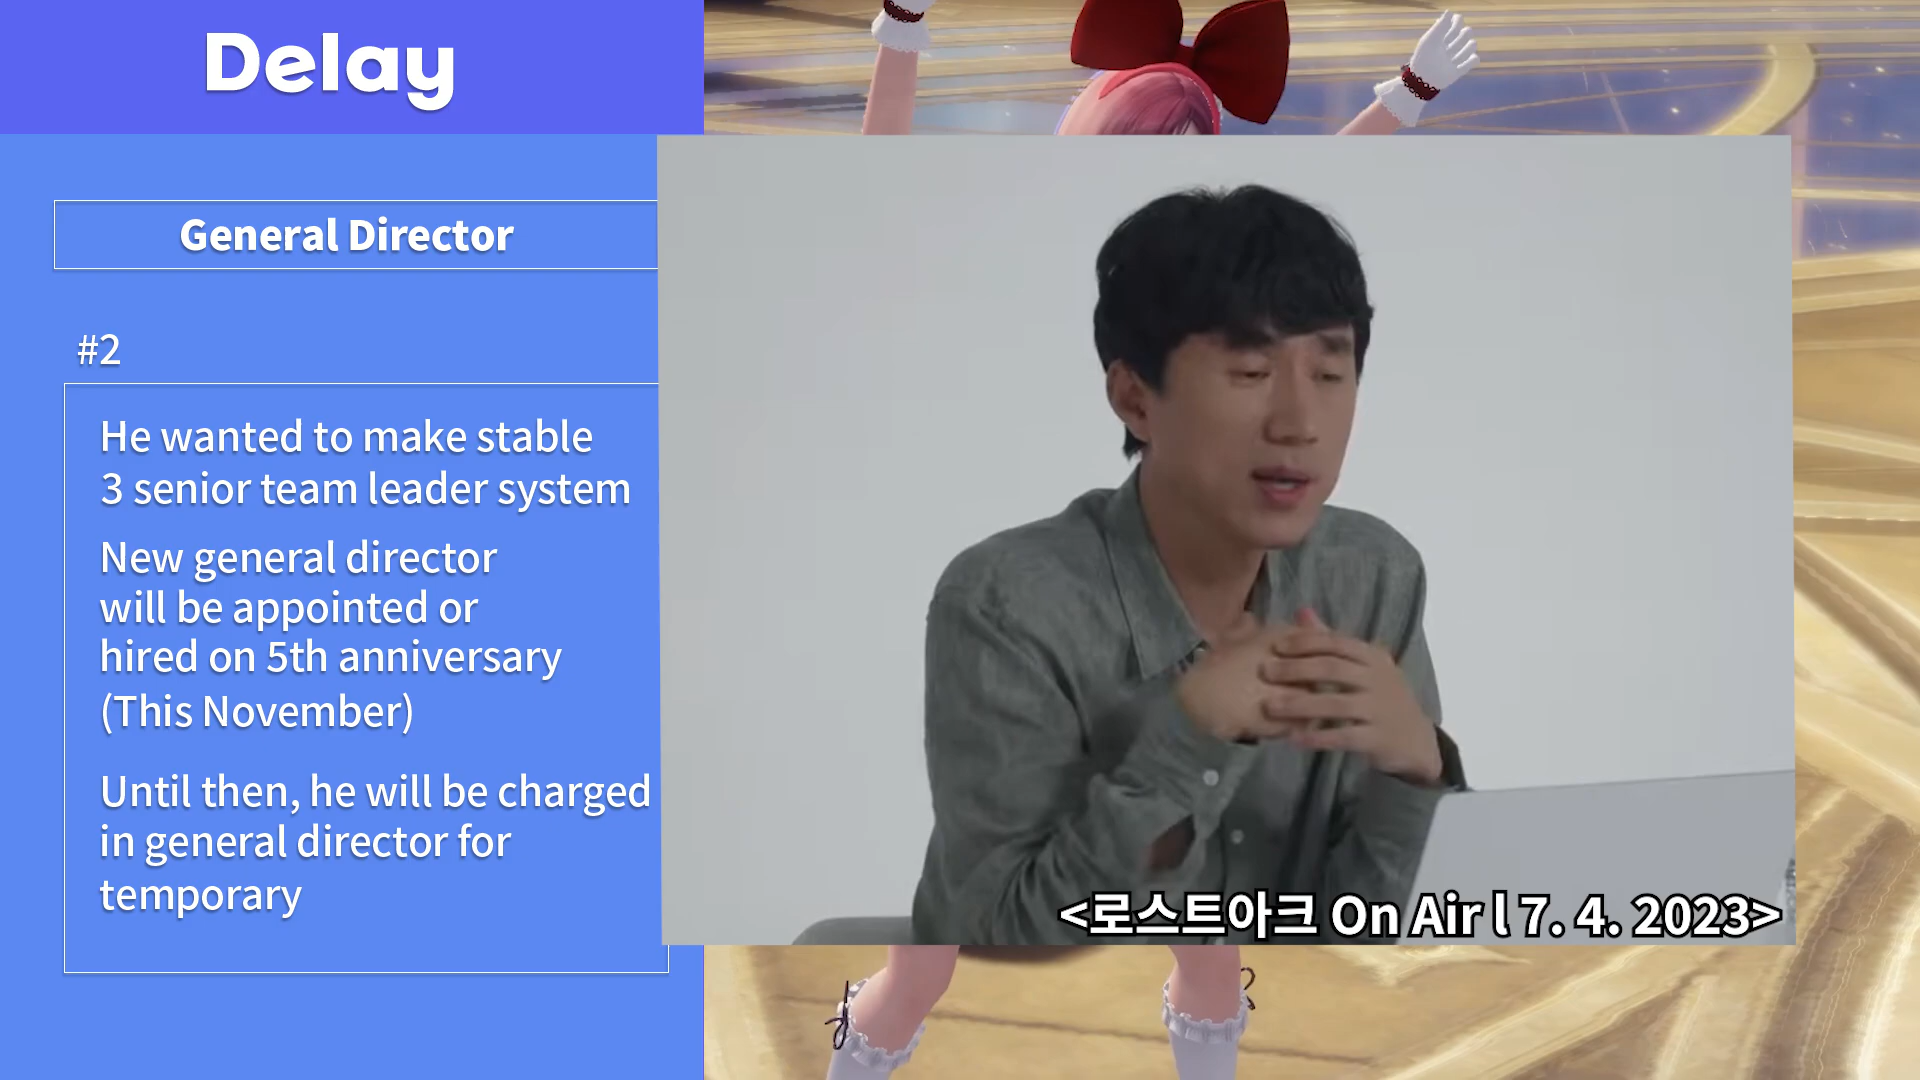 Delay
General Director
#2
He wanted to make stable
3 senior team leader system
New general director
will be appointed or
hired on 5th anniversary
(This November)
Until then, he will be charged
in general director for
temporary
<로스트아크 On Air l 7. 4. 2023>